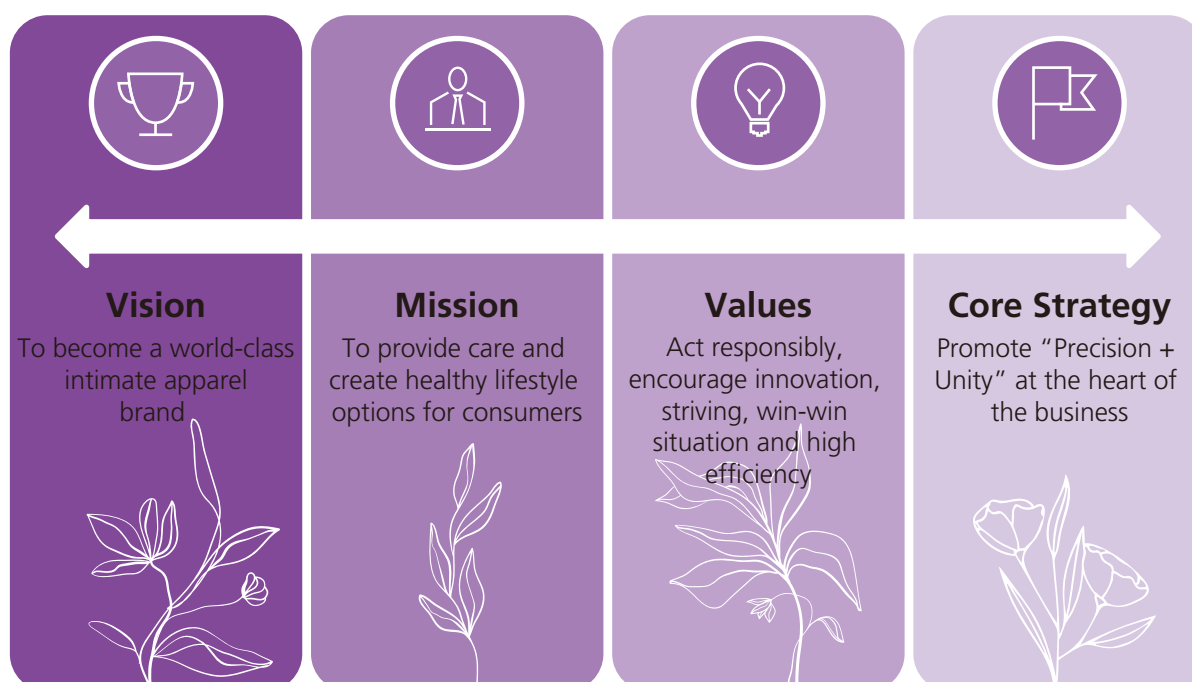 Vision
To become a world-class
intimate apparel
brand
Mission
To provide care and
create healthy lifestyle
options for consumers
Values
Act responsibly,
encourage innovation,
striving, win-win
situation and high
efficiency
Core Strategy
Promote “Precision +
Unity” at the heart of
the business